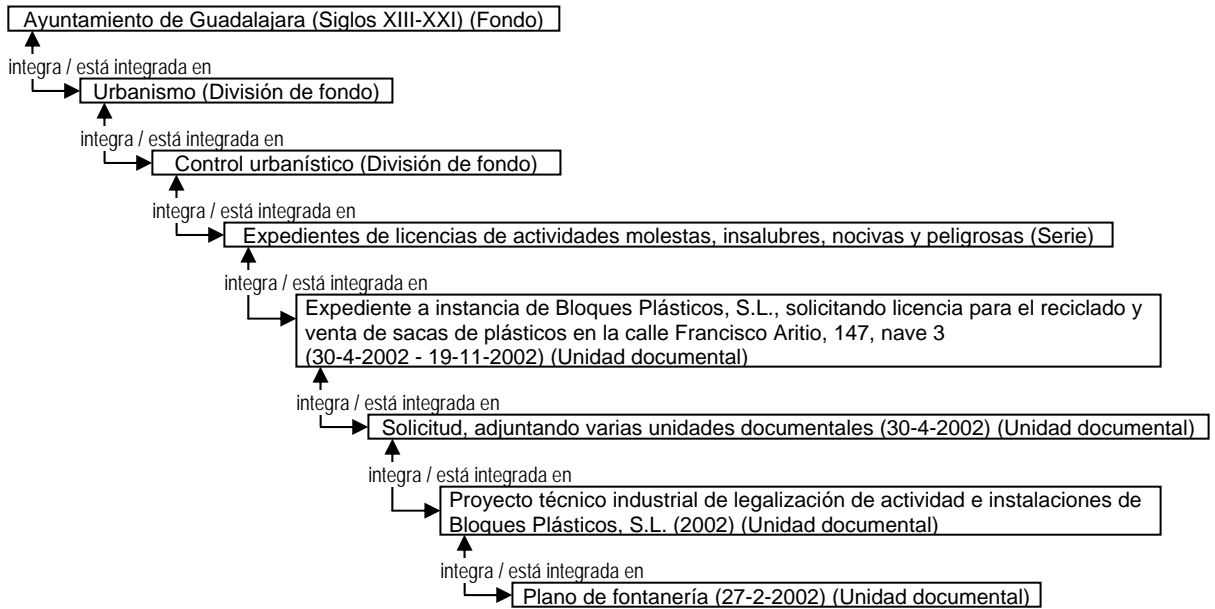 Ayuntamiento de Guadalajara (Siglos XIII-XXI) (Fondo)
integra / está integrada en
Urbanismo (División de fondo)
integra / está integrada en
Control urbanístico (División de fondo)
integra / está integrada en
Expedientes de licencias de actividades molestas, insalubres, nocivas y peligrosas (Serie)
integra / está integrada en
Expediente a instancia de Bloques Plásticos, S.L., solicitando licencia para el reciclado y
venta de sacas de plásticos en la calle Francisco Aritio, 147, nave 3
(30-4-2002 - 19-11-2002) (Unidad documental)
integra / está integrada en
Solicitud, adjuntando varias unidades documentales (30-4-2002) (Unidad documental)
integra / está integrada en
Proyecto técnico industrial de legalización de actividad e instalaciones de
Bloques Plásticos, S.L. (2002) (Unidad documental)
integra / está integrada en
Plano de fontanería (27-2-2002) (Unidad documental)